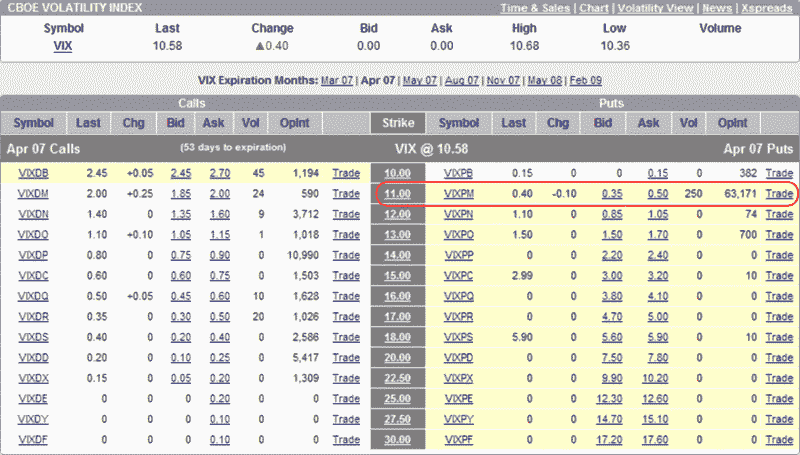 CBOE VOLATILITY INDEX Time & Sales | Chart | Volatility View | News | Xspreads
Symbol Last Change Bid Ask High Low Volume
VIX 10.58 ▲0.40 0.00 0.00 10.68 10.36
VIX Expiration Months: Mar 07 | Apr 07 | May 07 | Aug 07 | Nov 07 | May 08 | Feb 09
Calls Puts
Symbol Last Chg Bid Ask Vol OpInt Strike Symbol Last Chg Bid Ask Vol OpInt
Apr 07 Calls (53 days to expiration) VIX @ 10.58 Apr 07 Puts
VIXDB 2.45 +0.05 2.45 2.70 45 1,194 Trade 10.00 VIXPB 0.15 0 0 0.15 0 382 Trade
VIXDM 2.00 +0.25 1.85 2.00 24 590 Trade 11.00 VIXPM 0.40 -0.10 0.35 0.50 250 63,171 Trade
VIXDN 1.40 0 1.35 1.60 9 3,712 Trade 12.00 VIXPN 1.10 0 0.85 1.05 0 74 Trade
VIXDO 1.10 +0.10 1.05 1.15 1 1,018 Trade 13.00 VIXPO 1.50 0 1.50 1.70 0 700 Trade
VIXDP 0.80 0 0.75 0.90 0 10,990 Trade 14.00 VIXPP 0 0 2.20 2.40 0 0 Trade
VIXDC 0.60 0 0.60 0.75 0 1,503 Trade 15.00 VIXPC 2.99 0 3.00 3.20 0 10 Trade
VIXDQ 0.50 +0.05 0.45 0.60 10 1,628 Trade 16.00 VIXPQ 0 0 3.80 4.10 0 0 Trade
VIXDR 0.35 0 0.30 0.50 20 1,026 Trade 17.00 VIXPR 0 0 4.70 5.00 0 0 Trade
VIXDS 0.40 0 0.20 0.40 0 2,586 Trade 18.00 VIXPS 5.90 0 5.60 5.90 0 10 Trade
VIXDD 0.20 0 0.10 0.25 0 5,417 Trade 20.00 VIXPD 0 0 7.50 7.80 0 0 Trade
VIXDX 0.15 0 0.05 0.20 0 1,309 Trade 22.50 VIXPX 0 0 9.90 10.20 0 0 Trade
VIXDE 0 0 0.20 0 0 Trade 25.00 VIXPE 0 0 12.30 12.60 0 0 Trade
VIXDY 0 0 0.10 0 0 Trade 27.50 VIXPY 0 0 14.70 15.10 0 0 Trade
VIXDF 0 0 0.10 0 0 Trade 30.00 VIXPF 0 0 17.20 17.60 0 0 Trade